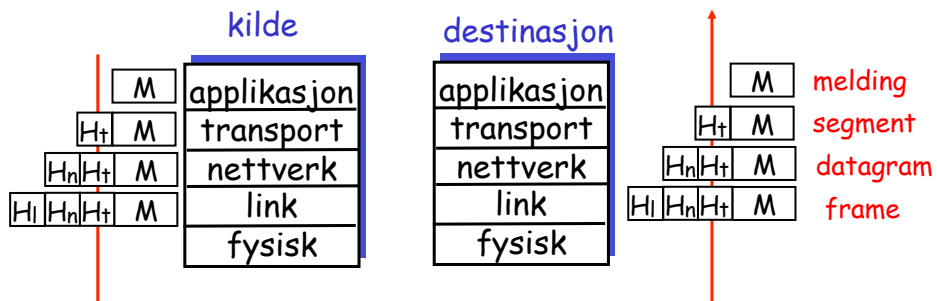 kilde destinasjon
M applikasjon applikasjon M melding
Ht M transport transport Ht M segment
Hn Ht M nettverk nettverk Hn Ht M datagram
Hl Hn Ht M link link Hl Hn Ht M frame
fysisk fysisk